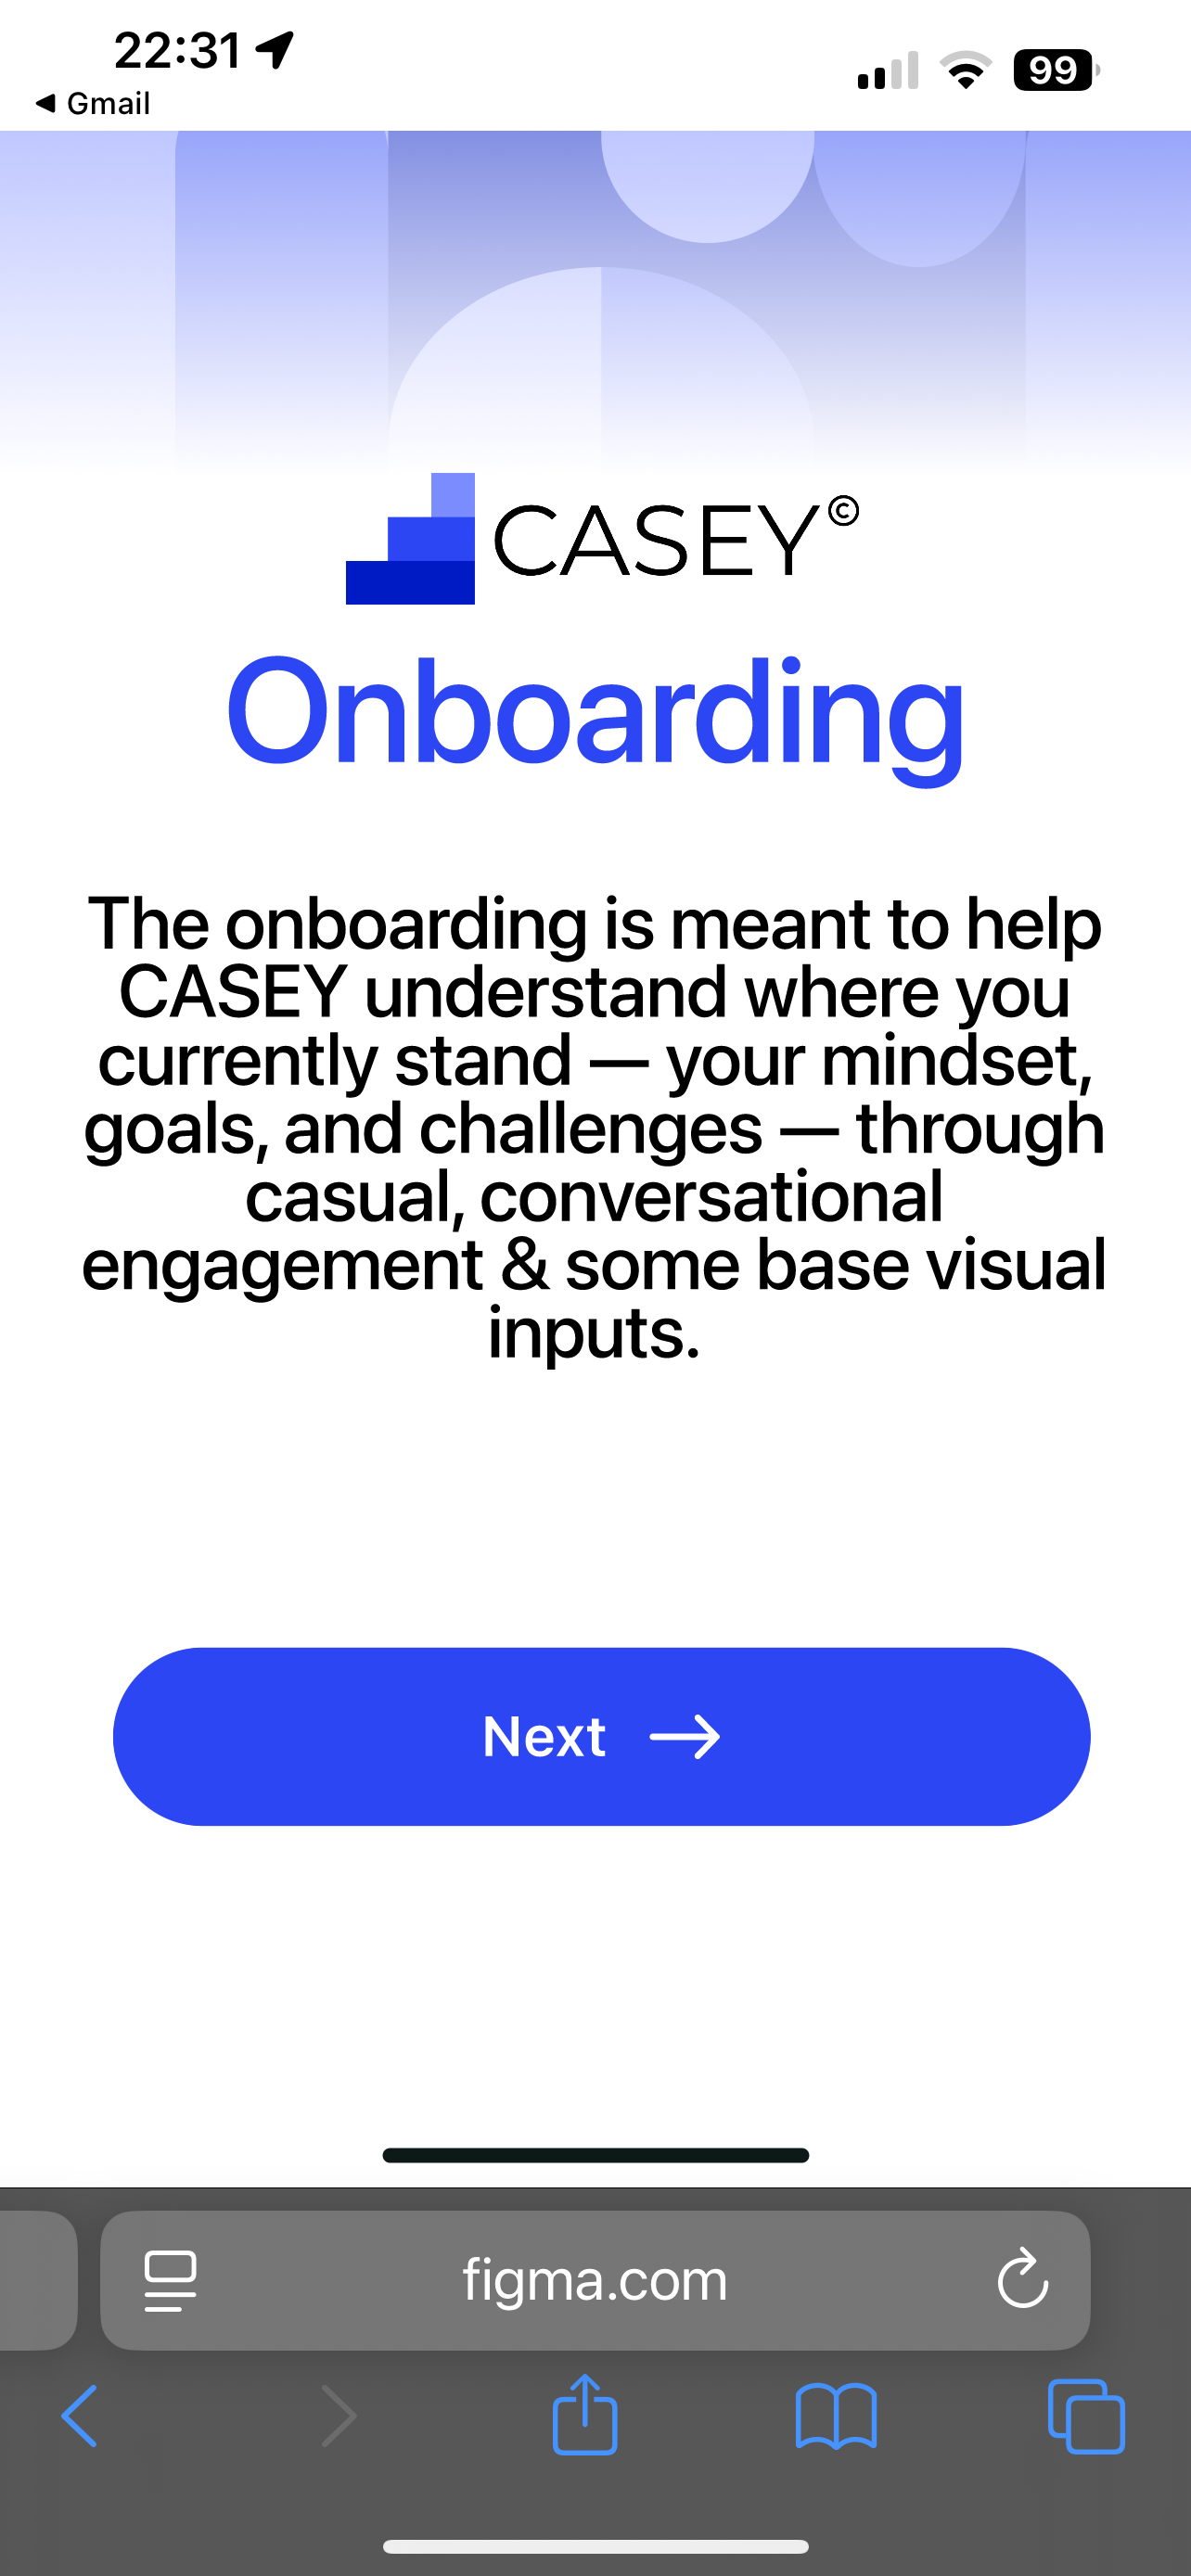 22:31
◀ Gmail
99
CASEY©
Onboarding
The onboarding is meant to help
CASEY understand where you
currently stand — your mindset,
goals, and challenges — through
casual, conversational
engagement & some base visual
inputs.
Next →
figma.com